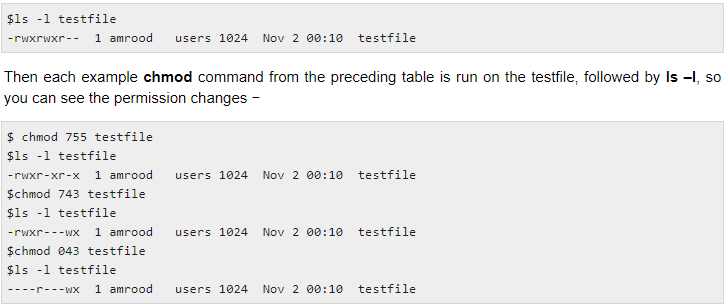 $ls -l testfile
-rwxrwxr--  1 amrood   users 1024  Nov 2 00:10  testfile
Then each example chmod command from the preceding table is run on the testfile, followed by ls –l, so
you can see the permission changes −
$ chmod 755 testfile
$ls -l testfile
-rwxr-xr-x  1 amrood   users 1024  Nov 2 00:10  testfile
$chmod 743 testfile
$ls -l testfile
-rwxr---wx  1 amrood   users 1024  Nov 2 00:10  testfile
$chmod 043 testfile
$ls -l testfile
----r---wx  1 amrood   users 1024  Nov 2 00:10  testfile